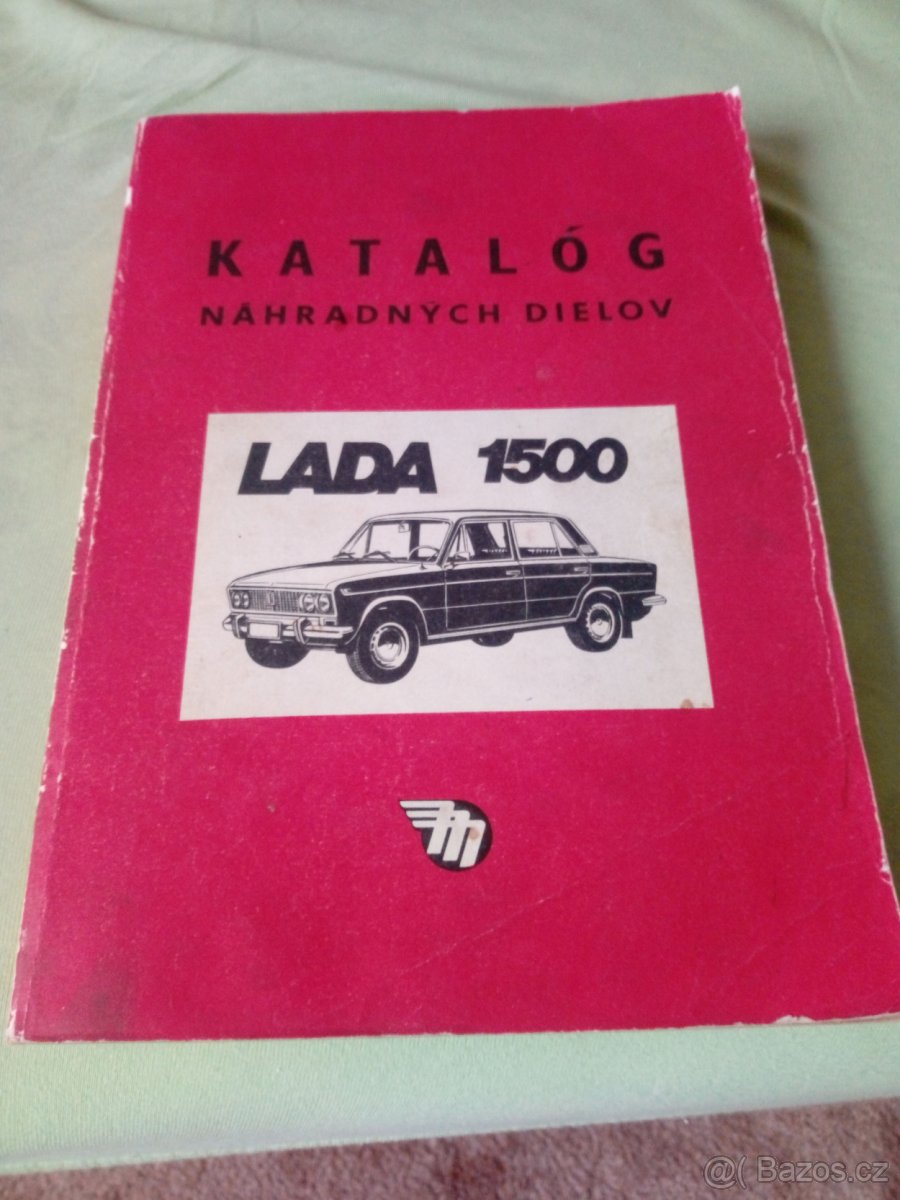 KATALÓG
NÁHRADNÝCH DIELOV
LADA 1500
@( Bazos.cz